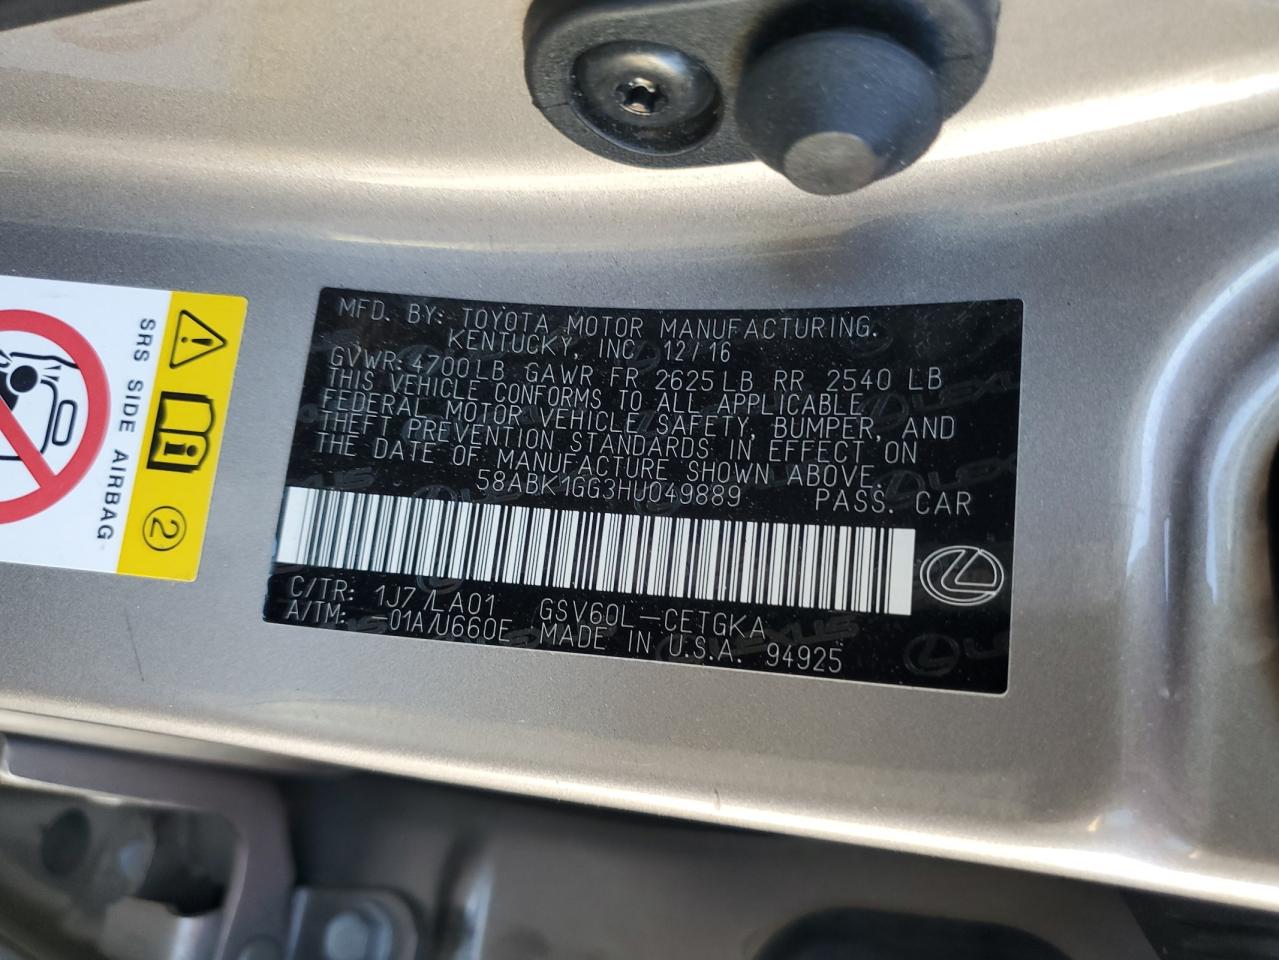 MFD. BY: TOYOTA MOTOR MANUFACTURING.
KENTUCKY, INC 12/16
GVWR: 4700LB GAWR FR 2625LB RR 2540 LB
THIS VEHICLE CONFORMS TO ALL APPLICABLE
FEDERAL MOTOR VEHICLE SAFETY, BUMPER, AND
THEFT PREVENTION STANDARDS IN EFFECT ON
THE DATE OF MANUFACTURE SHOWN ABOVE.
58ABK1GG3HU049889 PASS. CAR
C/TR: 1J7/LA01 GSV60L-CETGKA
A/TM: -01A/U660E MADE IN U.S.A. 94925
SRS SIDE AIRBAG
2
LEXUS